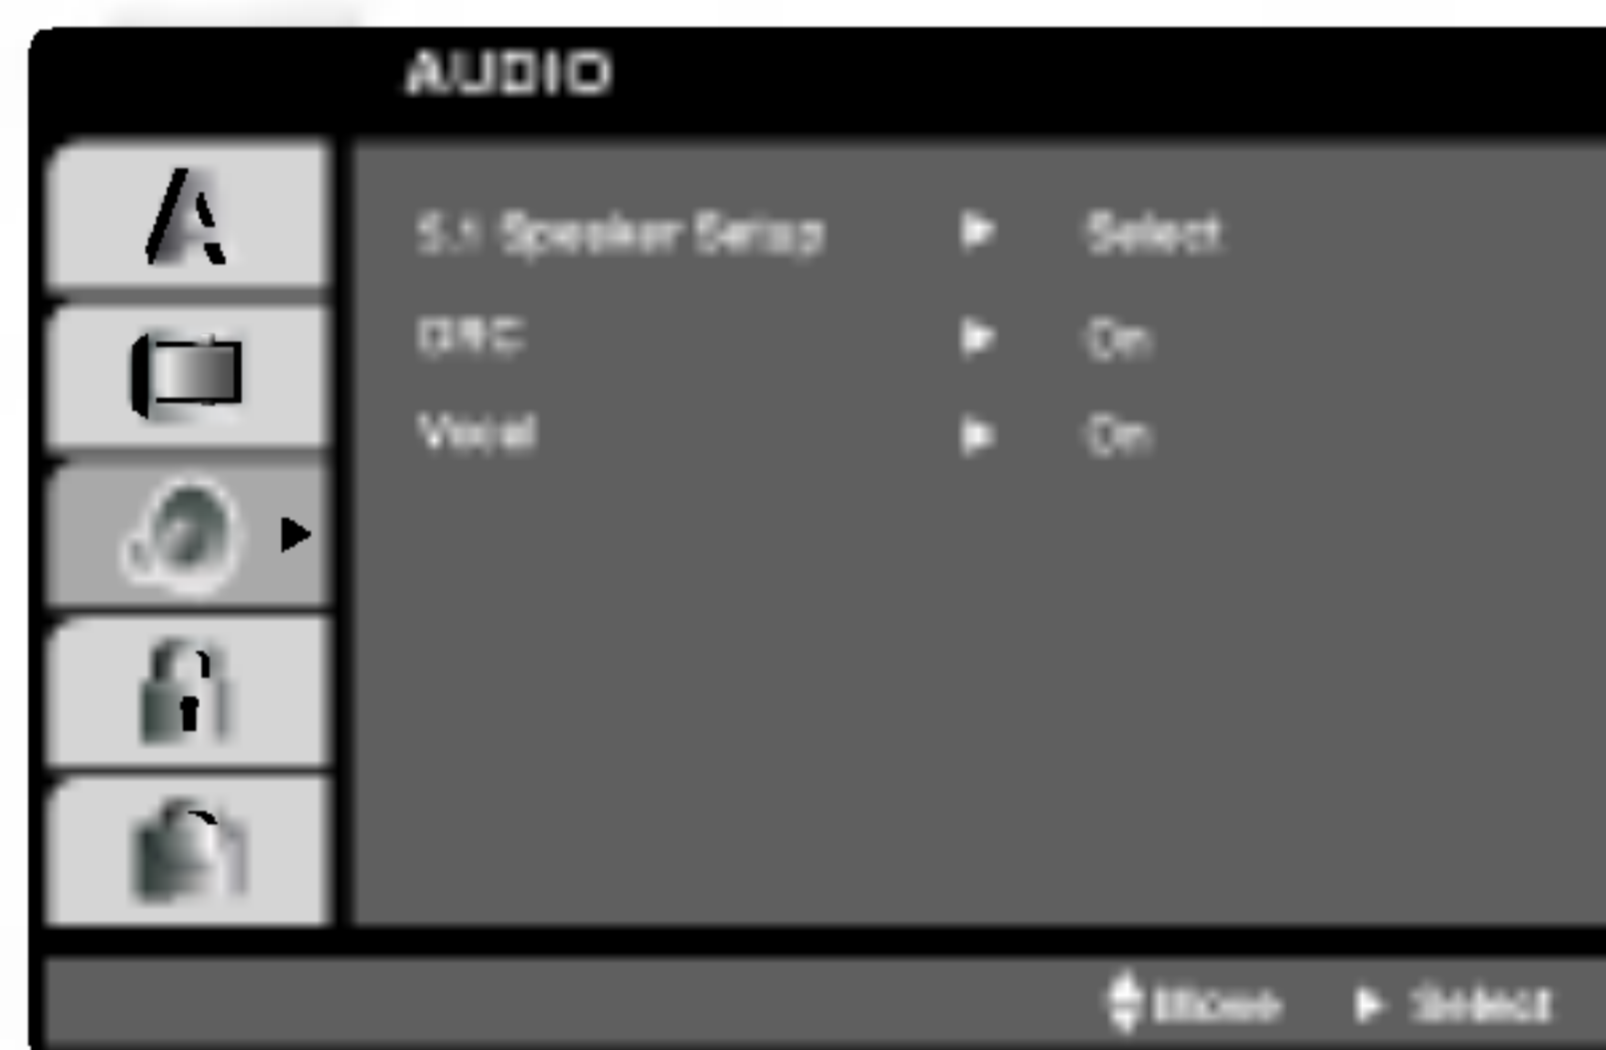 AUDIO
5.1 Speaker Setup ► Select
DRC ► On
Vocal ► On
Move ► Select